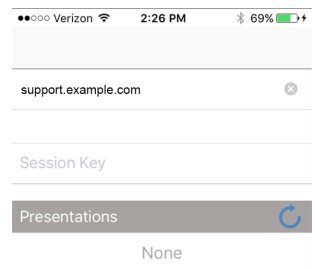 ●●○○○ Verizon 2:26 PM 69%
support.example.com
Session Key
Presentations
None